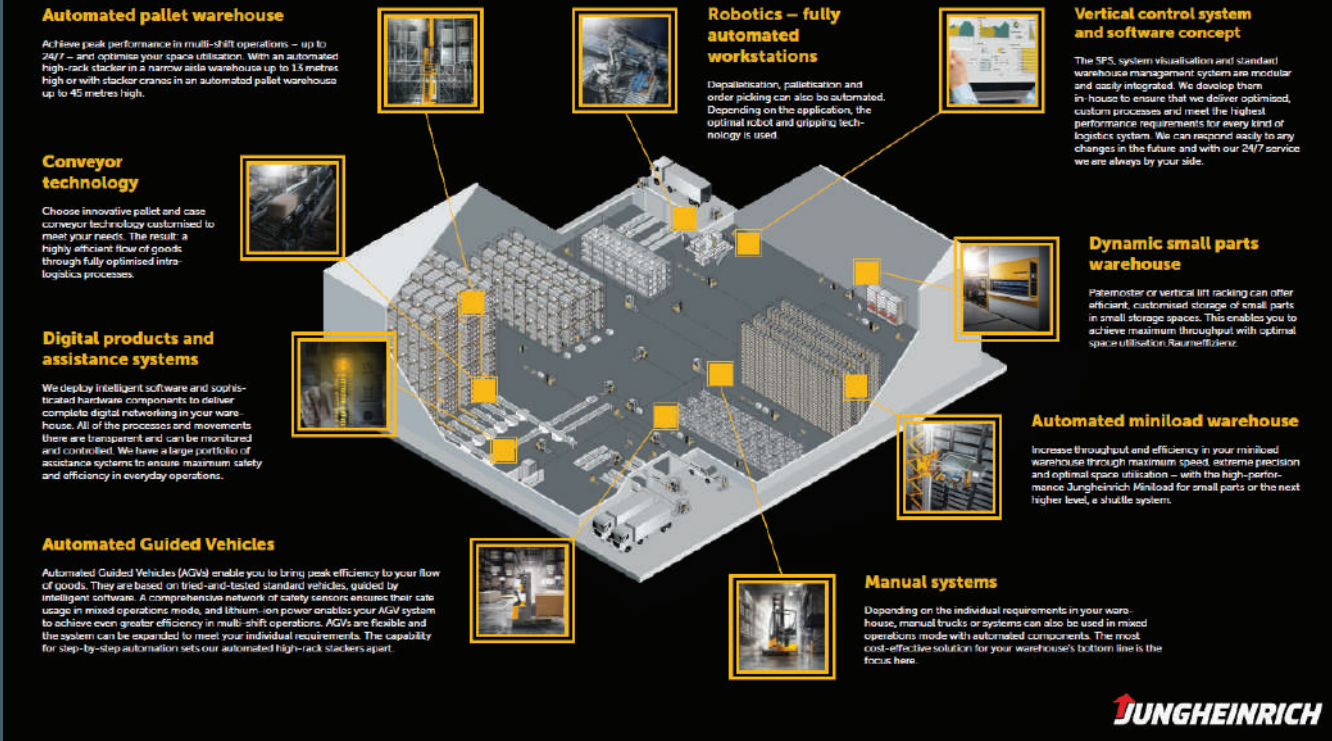 Automated pallet warehouse
Achieve peak performance in multi-shift operations – up to
24/7 – and optimise your space utilisation. With an automated
high-rack stacker in a narrow aisle warehouse up to 13 metres
high or with stacker cranes in an automated pallet warehouse
up to 45 metres high.
Robotics – fully
automated
workstations
Depalletisation, palletisation and
order picking can also be automated.
Depending on the application, the
optimal robot and gripping tech-
nology is used.
Vertical control system
and software concept
The SPS, system visualisation and standard
warehouse management system are modular
and easily integrated. We develop them
in-house to ensure that we deliver optimised,
custom processes and meet the highest
performance requirements for every kind of
logistics system. We can respond easily to any
changes in the future and with our 24/7 service
we are always by your side.
Conveyor
technology
Choose innovative pallet and case
conveyor technology customised to
meet your needs. The result: a
highly efficient flow of goods
through fully optimised intra-
logistics processes.
Dynamic small parts
warehouse
Paternoster or vertical lift racking can offer
efficient, customised storage of small parts
in small storage spaces. This enables you to
achieve maximum throughput with optimal
space utilisation.Raumeffizienz.
Digital products and
assistance systems
We deploy intelligent software and sophis-
ticated hardware components to deliver
complete digital networking in your ware-
house. All of the processes and movements
there are transparent and can be monitored
and controlled. We have a large portfolio of
assistance systems to ensure maximum safety
and efficiency in everyday operations.
Automated miniload warehouse
Increase throughput and efficiency in your miniload
warehouse through maximum speed, extreme precision
and optimal space utilisation – with the high-perfor-
mance Jungheinrich Miniload for small parts or the next
higher level, a shuttle system.
Automated Guided Vehicles
Automated Guided Vehicles (AGVs) enable you to bring peak efficiency to your flow
of goods. They are based on tried-and-tested standard vehicles, guided by
intelligent software. A comprehensive network of safety sensors ensures their safe
usage in mixed operations mode, and lithium-ion power enables your AGV system
to achieve even greater efficiency in multi-shift operations. AGVs are flexible and
the system can be expanded to meet your individual requirements. The capability
for step-by-step automation sets our automated high-rack stackers apart.
Manual systems
Depending on the individual requirements in your ware-
house, manual trucks or systems can also be used in mixed
operations mode with automated components. The most
cost-effective solution for your warehouse's bottom line is the
focus here.
JUNGHEINRICH